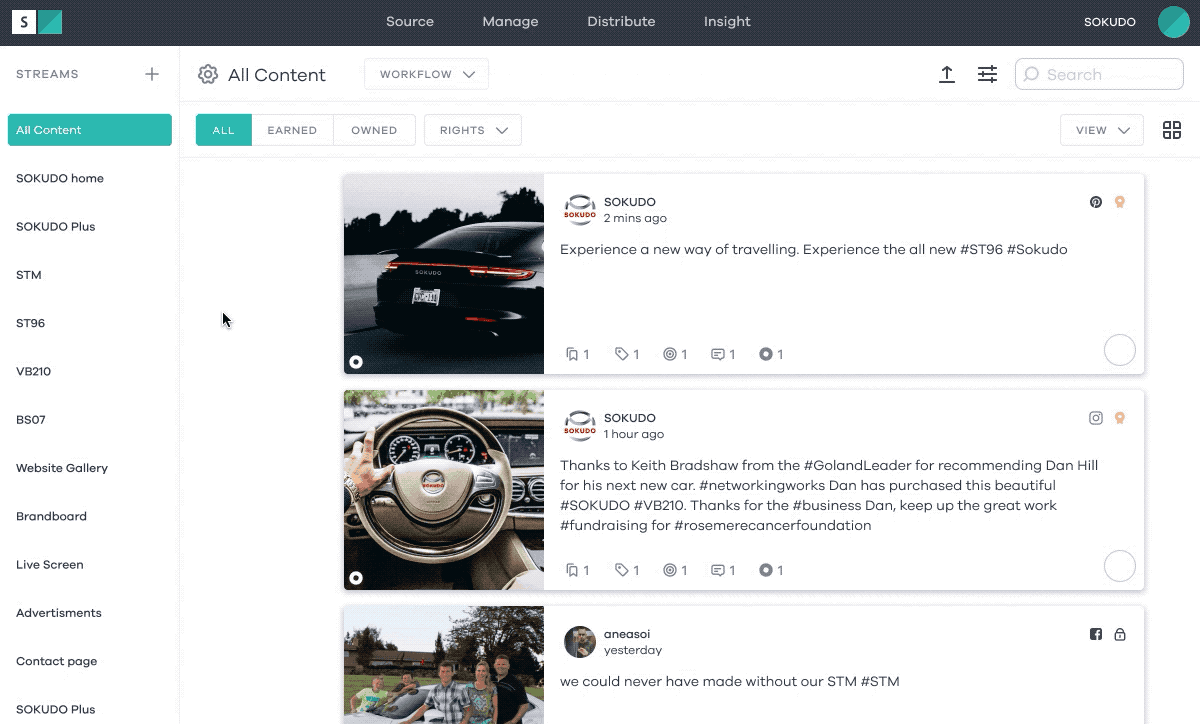 S
Source Manage Distribute Insight SOKUDO
STREAMS
All Content
SOKUDO home
SOKUDO Plus
STM
ST96
VB210
BS07
Website Gallery
Brandboard
Live Screen
Advertisments
Contact page
SOKUDO Plus
All Content WORKFLOW Search
ALL EARNED OWNED RIGHTS VIEW
SOKUDO
SOKUDO
SOKUDO
2 mins ago
Experience a new way of travelling. Experience the all new #ST96 #Sokudo
1 1 1 1 1
SOKUDO
SOKUDO
SOKUDO
1 hour ago
Thanks to Keith Bradshaw from the #GolandLeader for recommending Dan Hill
for his next new car. #networkingworks Dan has purchased this beautiful
#SOKUDO #VB210. Thanks for the #business Dan, keep up the great work
#fundraising for #rosemerecancerfoundation
1 1 1 1 1
aneasoi
yesterday
we could never have made without our STM #STM